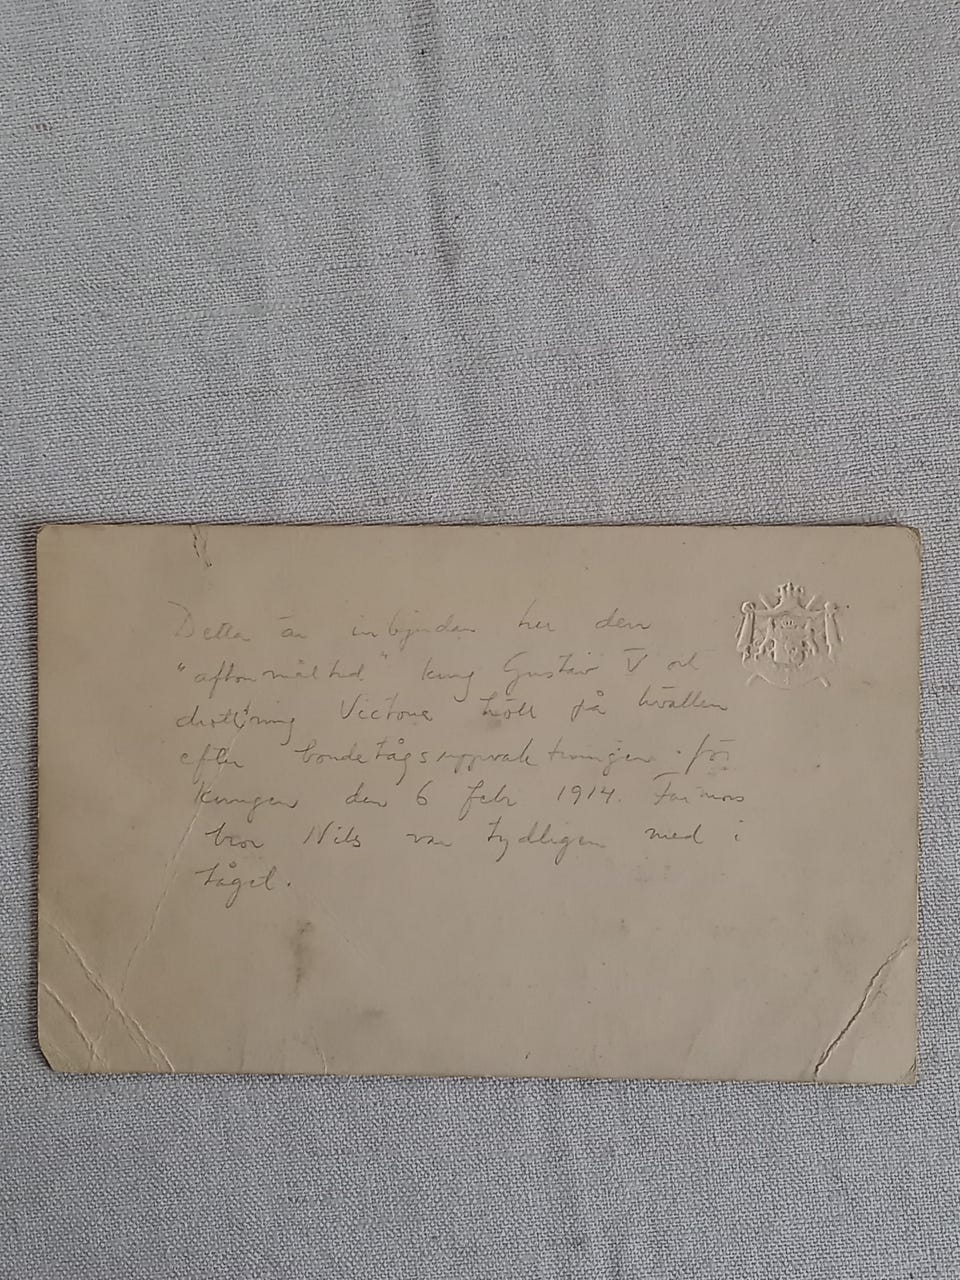 Detta är inbjudan till den
"aftonmåltid" kung Gustav V och
drottning Victoria höll på kvällen
efter bondetågsuppvaktningen för
Kungen den 6 febr 1914. Farmors
bror Nils var tydligen med i
tåget.